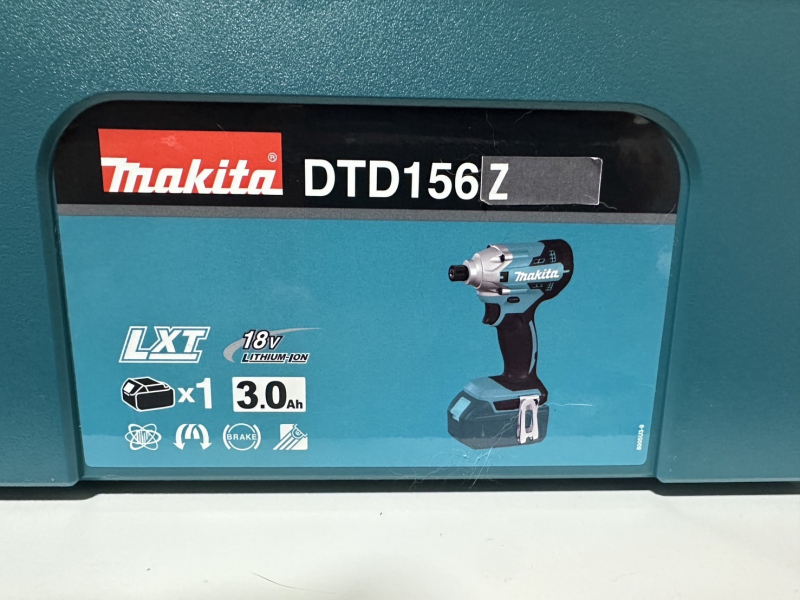 Makita® DTD156 Z
makita
LXT 18V LITHIUM-ION
x1 3.0Ah
BRAKE